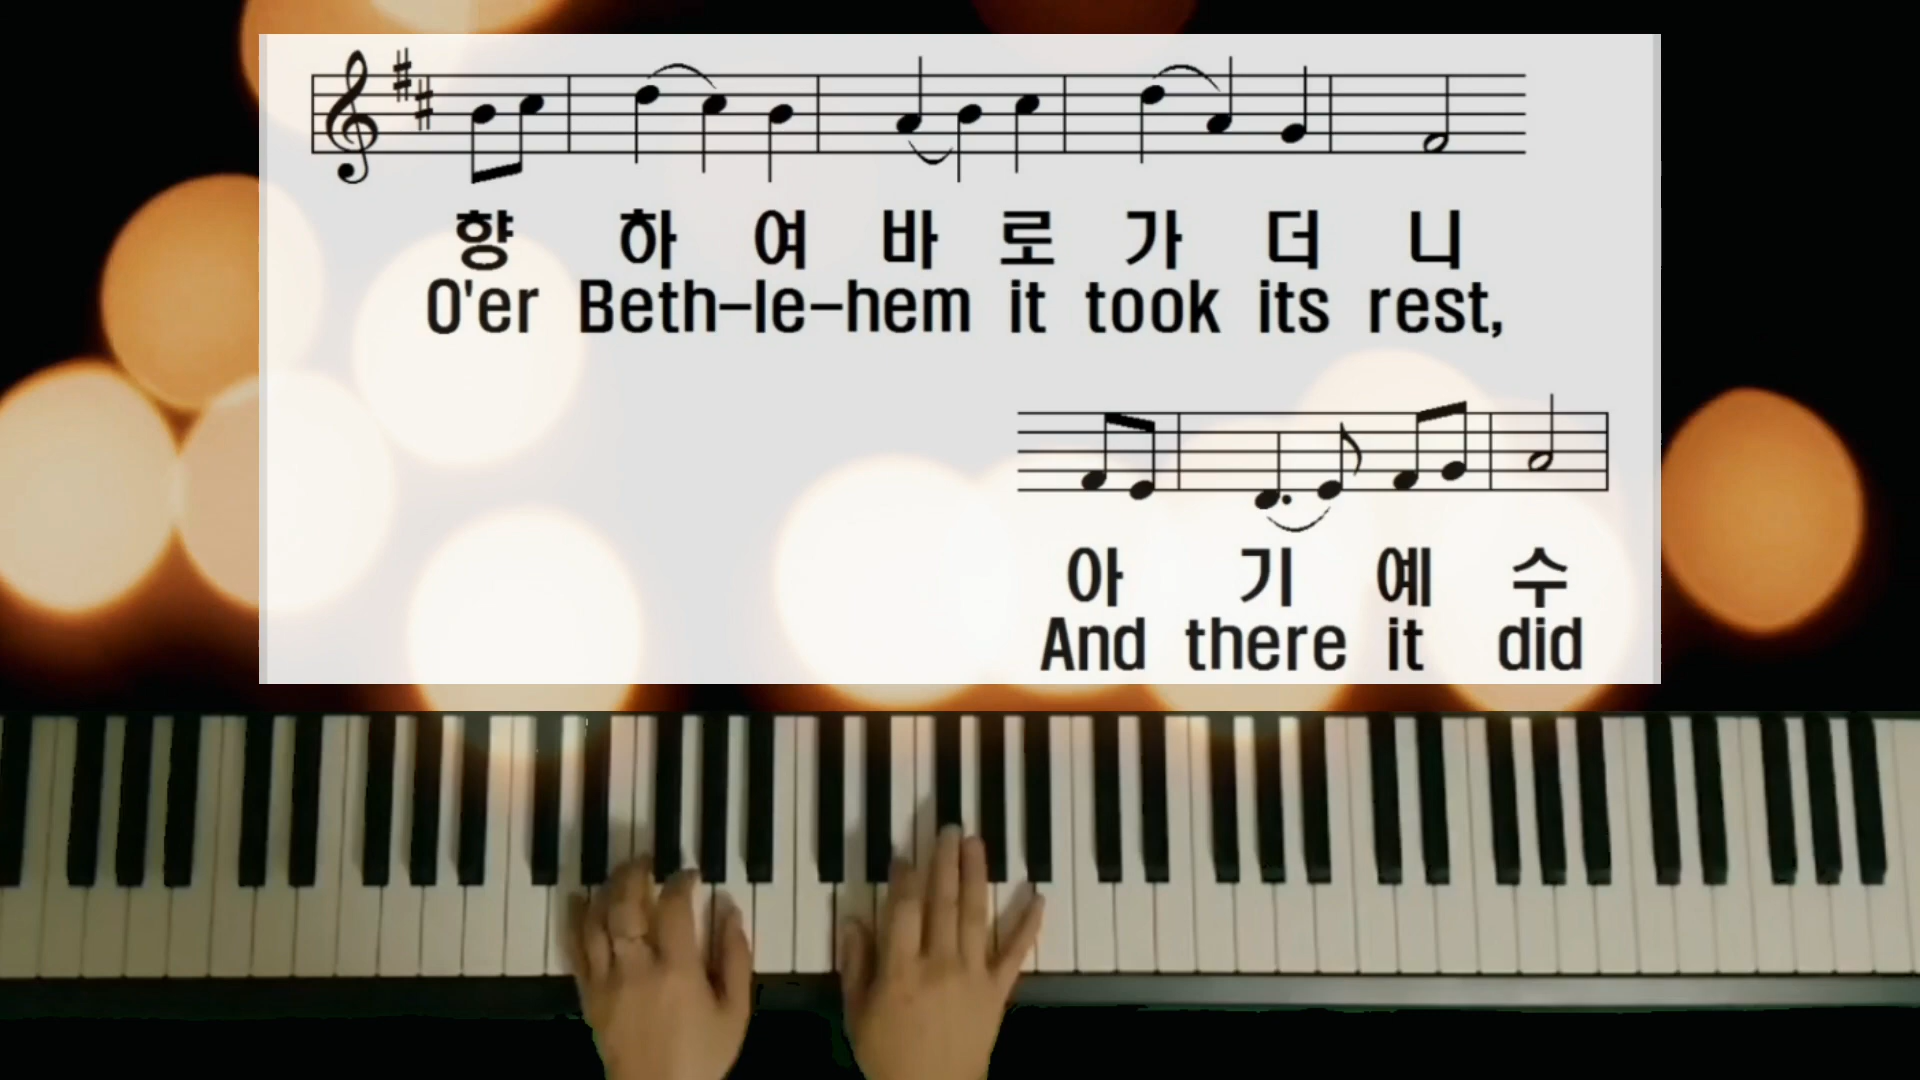 향 하 여 바 로 가 더 니
O'er Beth-le-hem it took its rest,
아 기 예 수
And there it did